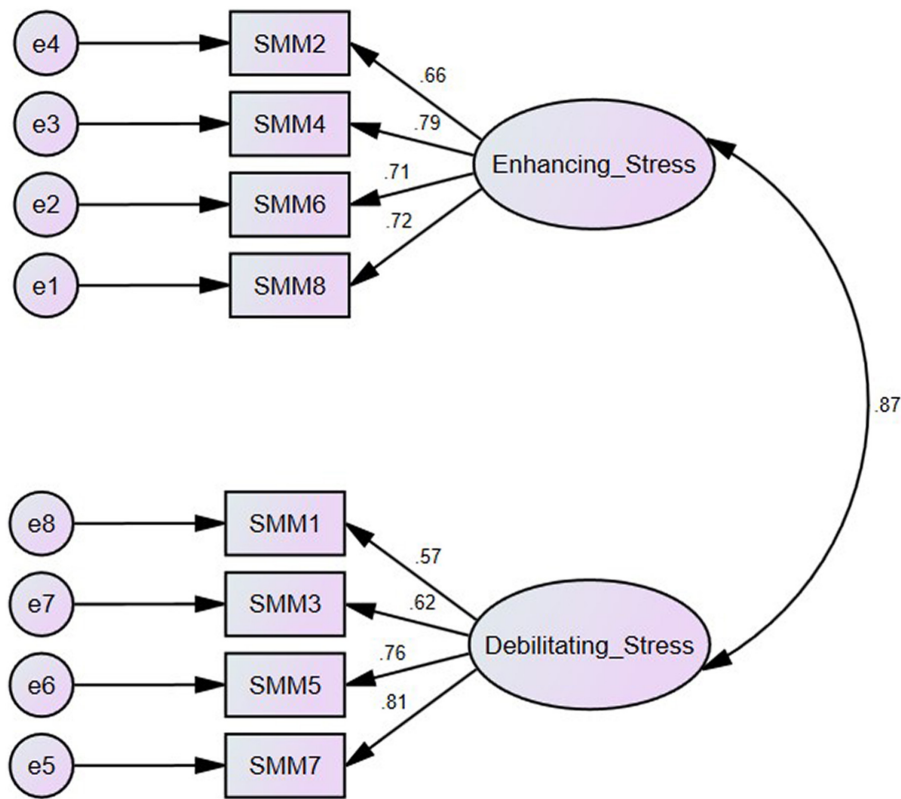 e4
SMM2
.66
e3
SMM4
.79
Enhancing_Stress
e2
SMM6
.71
e1
SMM8
.72
.87
e8
SMM1
.57
e7
SMM3
.62
Debilitating_Stress
e6
SMM5
.76
e5
SMM7
.81